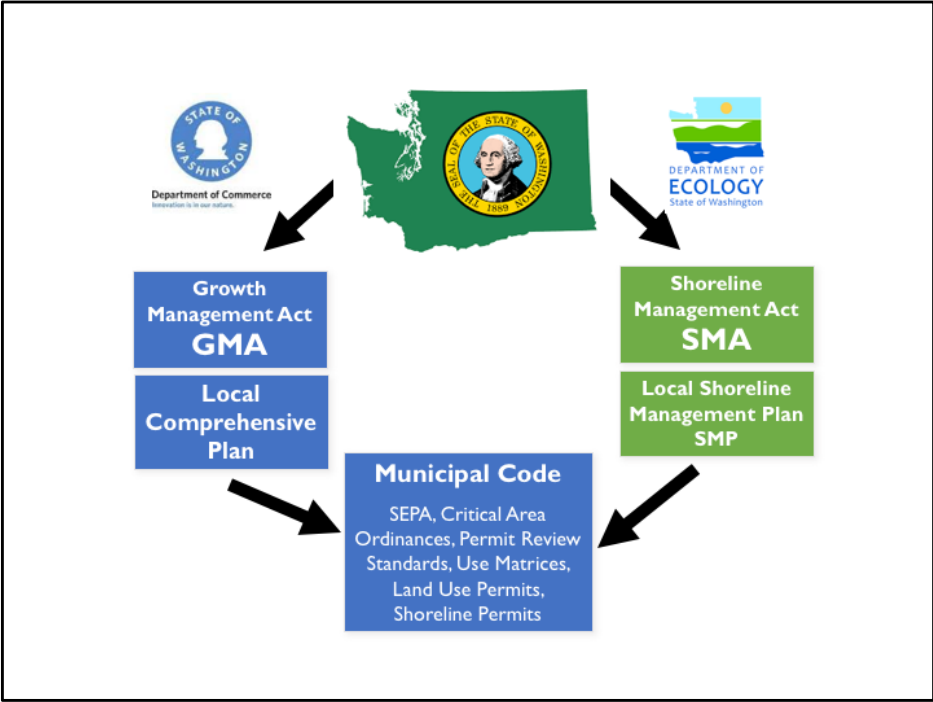 STATE OF WASHINGTON
Department of Commerce
Innovation is in our nature.
THE SEAL OF THE STATE OF WASHINGTON
1889
DEPARTMENT OF
ECOLOGY
State of Washington
Growth
Management Act
GMA
Local
Comprehensive
Plan
Shoreline
Management Act
SMA
Local Shoreline
Management Plan
SMP
Municipal Code
SEPA, Critical Area
Ordinances, Permit Review
Standards, Use Matrices,
Land Use Permits,
Shoreline Permits